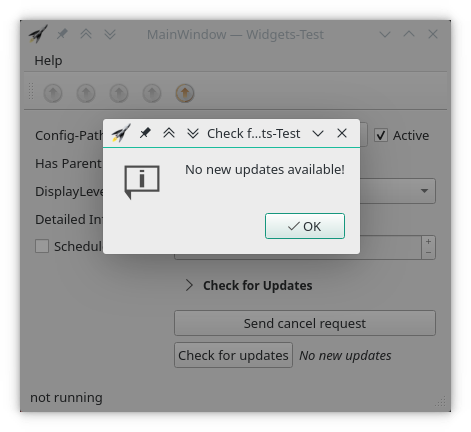 MainWindow — Widgets-Test
Help
Config-Path
Active
Has Parent
DisplayLeve
Detailed Inf
Schedul
Check f...ts-Test
No new updates available!
OK
Check for Updates
Send cancel request
Check for updates No new updates
not running